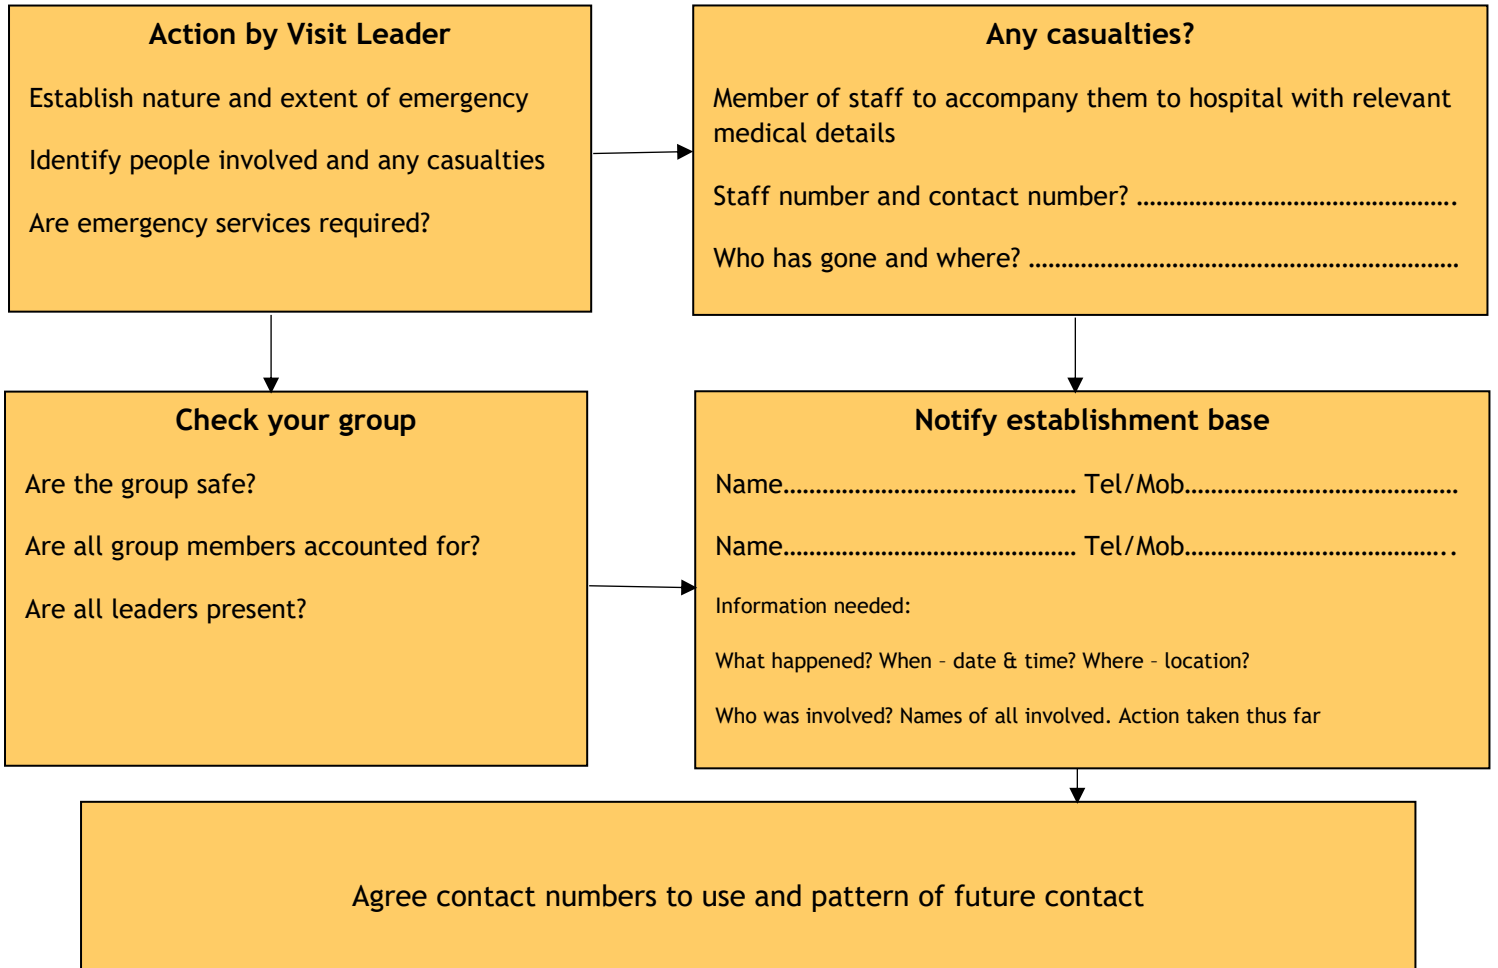 Action by Visit Leader
Establish nature and extent of emergency
Identify people involved and any casualties
Are emergency services required?
Any casualties?
Member of staff to accompany them to hospital with relevant
medical details
Staff number and contact number? ………………………………………….
Who has gone and where? …………………………………………………………
Check your group
Are the group safe?
Are all group members accounted for?
Are all leaders present?
Notify establishment base
Name……………………………………… Tel/Mob……………………………………
Name……………………………………… Tel/Mob…………………………………..
Information needed:
What happened? When – date & time? Where – location?
Who was involved? Names of all involved. Action taken thus far
Agree contact numbers to use and pattern of future contact